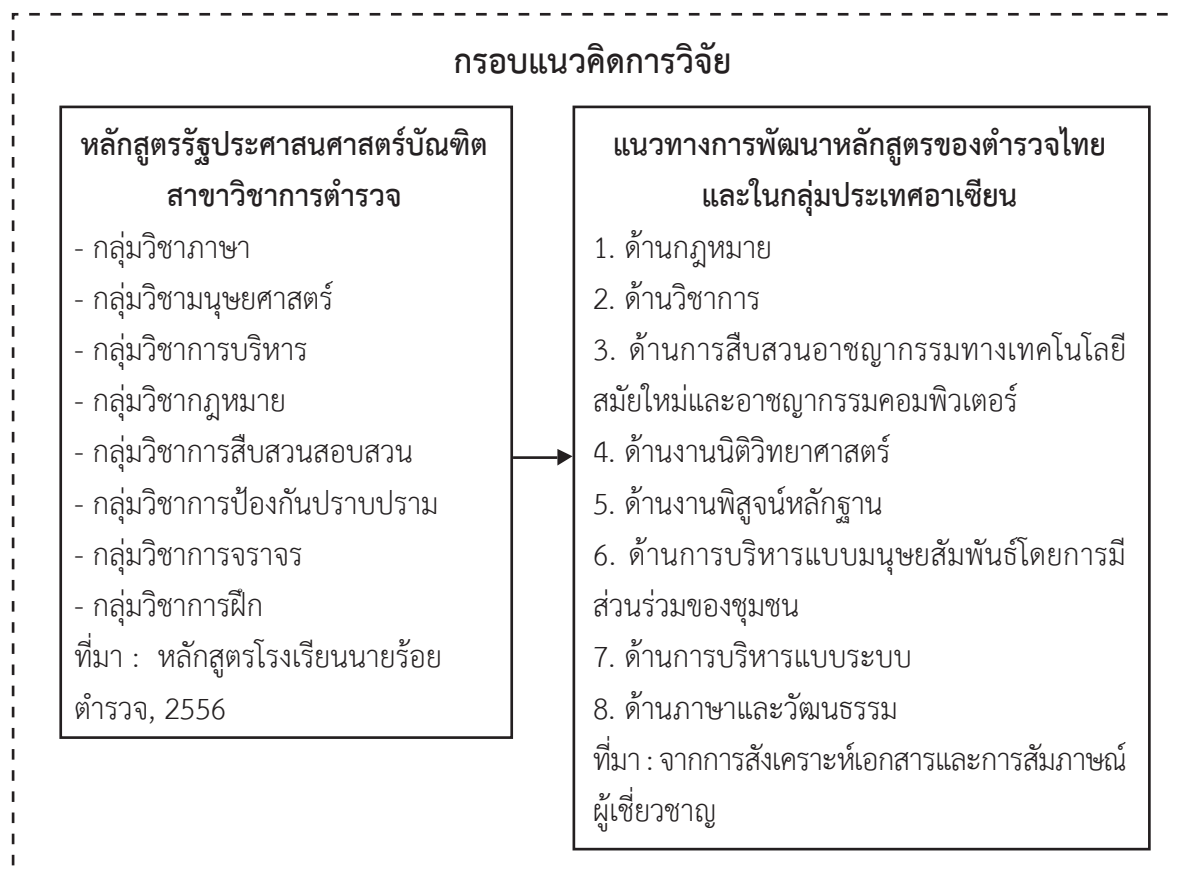 กรอบแนวคิดการวิจัย
หลักสูตรรัฐประศาสนศาสตร์บัณฑิต
สาขาวิชาการตำรวจ
- กลุ่มวิชาภาษา
- กลุ่มวิชามนุษยศาสตร์
- กลุ่มวิชาการบริหาร
- กลุ่มวิชากฎหมาย
- กลุ่มวิชาการสืบสวนสอบสวน
- กลุ่มวิชาการป้องกันปราบปราม
- กลุ่มวิชาการจราจร
- กลุ่มวิชาการฝึก
ที่มา : หลักสูตรโรงเรียนนายร้อย
ตำรวจ, 2556
แนวทางการพัฒนาหลักสูตรของตำรวจไทย
และในกลุ่มประเทศอาเซียน
1. ด้านกฎหมาย
2. ด้านวิชาการ
3. ด้านการสืบสวนอาชญากรรมทางเทคโนโลยี
สมัยใหม่และอาชญากรรมคอมพิวเตอร์
4. ด้านงานนิติวิทยาศาสตร์
5. ด้านงานพิสูจน์หลักฐาน
6. ด้านการบริหารแบบมนุษยสัมพันธ์โดยการมี
ส่วนร่วมของชุมชน
7. ด้านการบริหารแบบระบบ
8. ด้านภาษาและวัฒนธรรม
ที่มา : จากการสังเคราะห์เอกสารและการสัมภาษณ์
ผู้เชี่ยวชาญ